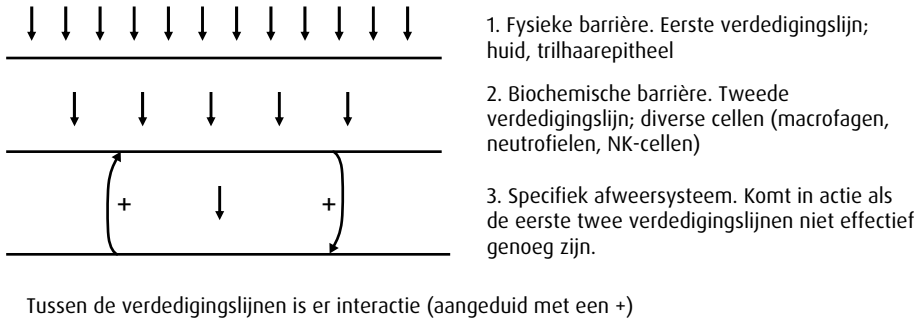 1. Fysieke barrière. Eerste verdedigingslijn;
huid, trilhaarepitheel
2. Biochemische barrière. Tweede
verdedigingslijn; diverse cellen (macrofagen,
neutrofielen, NK-cellen)
+
+
3. Specifiek afweersysteem. Komt in actie als
de eerste twee verdedigingslijnen niet effectief
genoeg zijn.
Tussen de verdedigingslijnen is er interactie (aangeduid met een +)